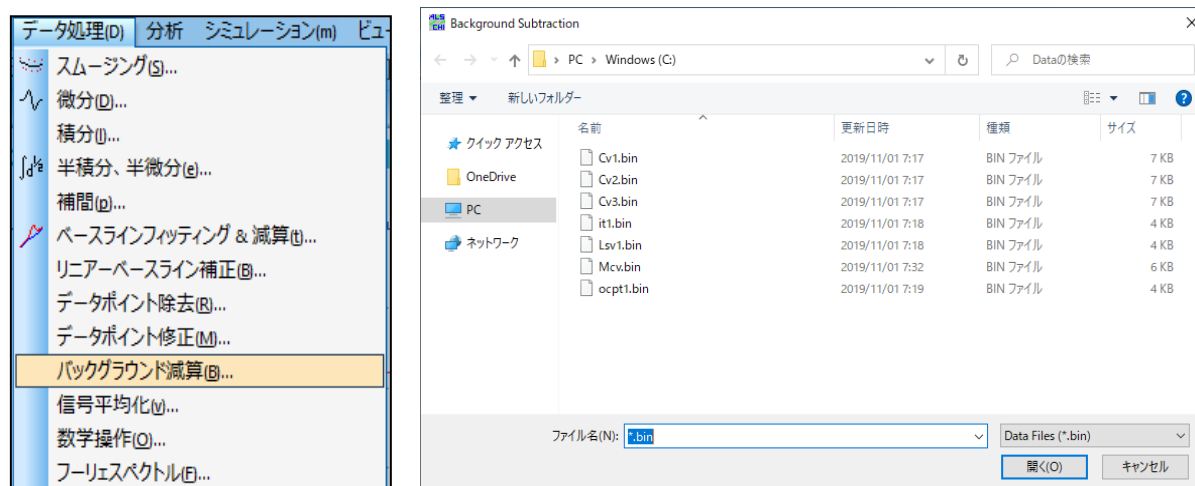 データ処理(D) 分析 シミュレーション(m) ビュー
スムージング(S)...
微分(D)...
積分(I)...
半積分、半微分(e)...
補間(p)...
ベースラインフィッティング & 減算(t)...
リニアーベースライン補正(B)...
データポイント除去(R)...
データポイント修正(M)...
バックグラウンド減算(B)...
信号平均化(v)...
数学操作(O)...
フーリェスペクトル(F)...
ALS CHI Background Subtraction
PC › Windows (C:) Dataの検索
整理 新しいフォルダー
名前 更新日時 種類 サイズ
クイック アクセス
OneDrive
PC
ネットワーク
Cv1.bin 2019/11/01 7:17 BIN ファイル 7 KB
Cv2.bin 2019/11/01 7:17 BIN ファイル 7 KB
Cv3.bin 2019/11/01 7:17 BIN ファイル 7 KB
it1.bin 2019/11/01 7:18 BIN ファイル 4 KB
Lsv1.bin 2019/11/01 7:18 BIN ファイル 4 KB
Mcv.bin 2019/11/01 7:32 BIN ファイル 6 KB
ocpt1.bin 2019/11/01 7:19 BIN ファイル 4 KB
ファイル名(N): *.bin Data Files (*.bin)
開く(O) キャンセル